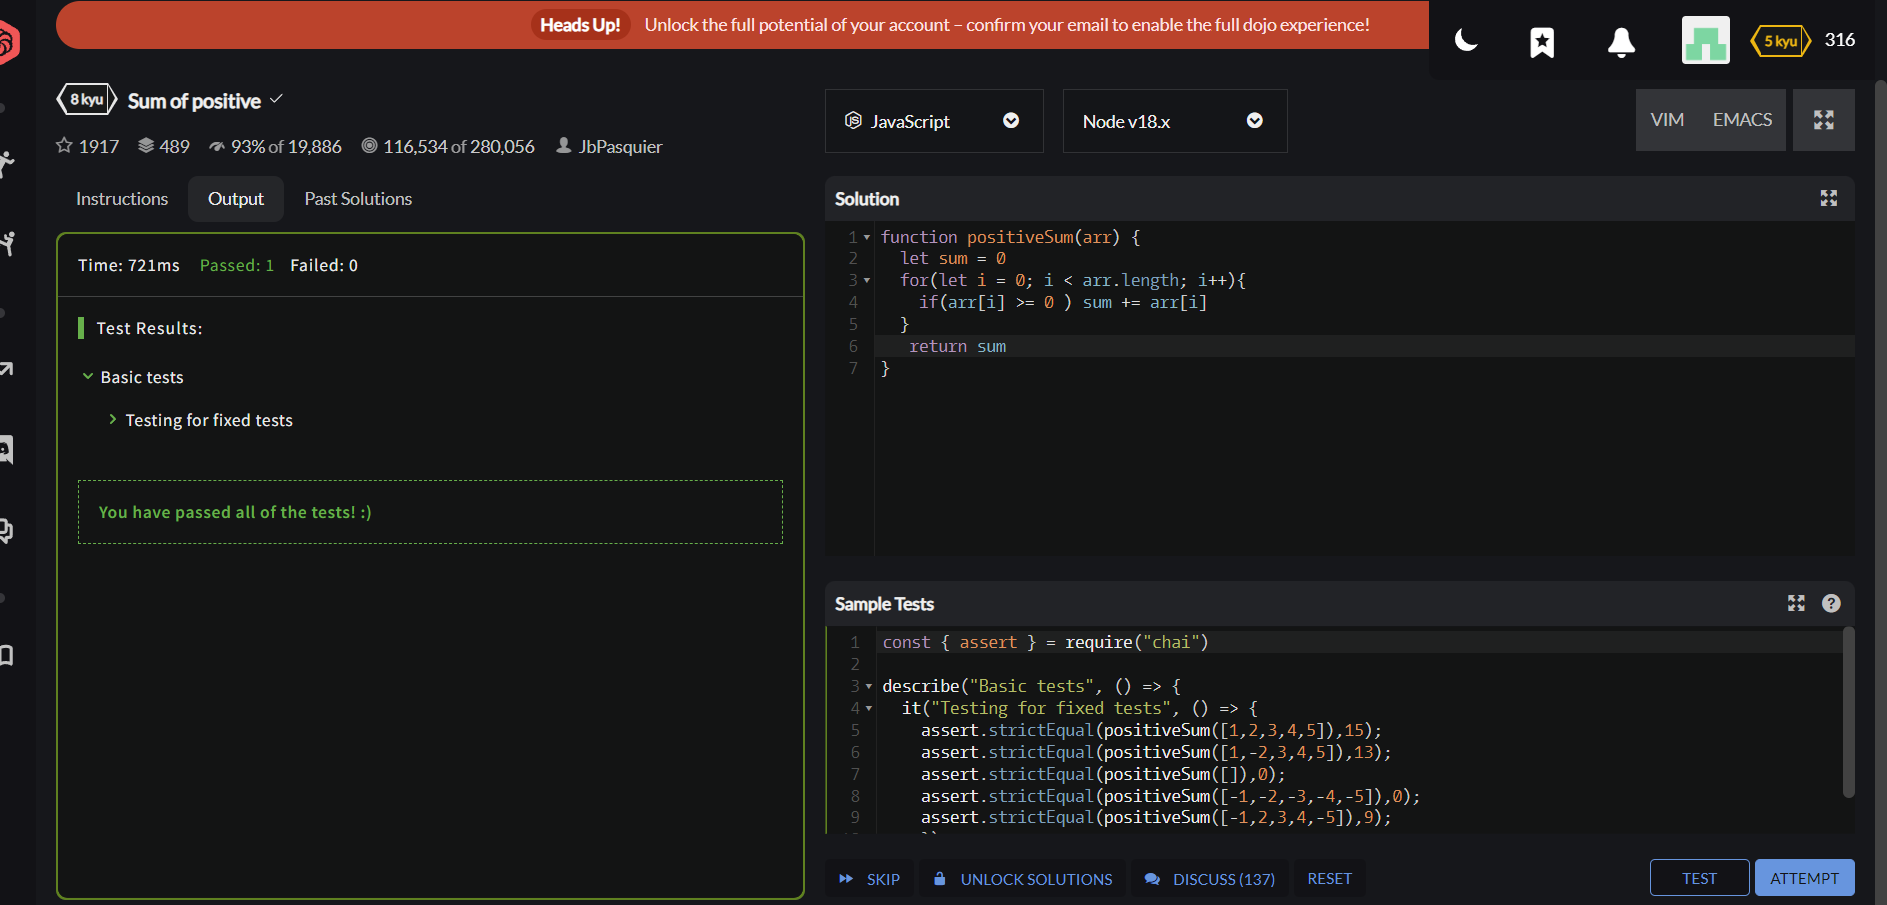 Heads Up! Unlock the full potential of your account – confirm your email to enable the full dojo experience!
5 kyu 316
8 kyu Sum of positive
1917 489 93% of 19,886 116,534 of 280,056 JbPasquier
JavaScript Node v18.x VIM EMACS
Instructions Output Past Solutions
Time: 721ms Passed: 1 Failed: 0
Test Results:
Basic tests
Testing for fixed tests
You have passed all of the tests! :)
Solution
1 function positiveSum(arr) {
2 let sum = 0
3 for(let i = 0; i < arr.length; i++){
4 if(arr[i] >= 0 ) sum += arr[i]
5 }
6 return sum
7 }
Sample Tests
1 const { assert } = require("chai")
2
3 describe("Basic tests", () => {
4 it("Testing for fixed tests", () => {
5 assert.strictEqual(positiveSum([1,2,3,4,5]),15);
6 assert.strictEqual(positiveSum([1,-2,3,4,5]),13);
7 assert.strictEqual(positiveSum([]),0);
8 assert.strictEqual(positiveSum([-1,-2,-3,-4,-5]),0);
9 assert.strictEqual(positiveSum([-1,2,3,4,-5]),9);
SKIP UNLOCK SOLUTIONS DISCUSS (137) RESET TEST ATTEMPT